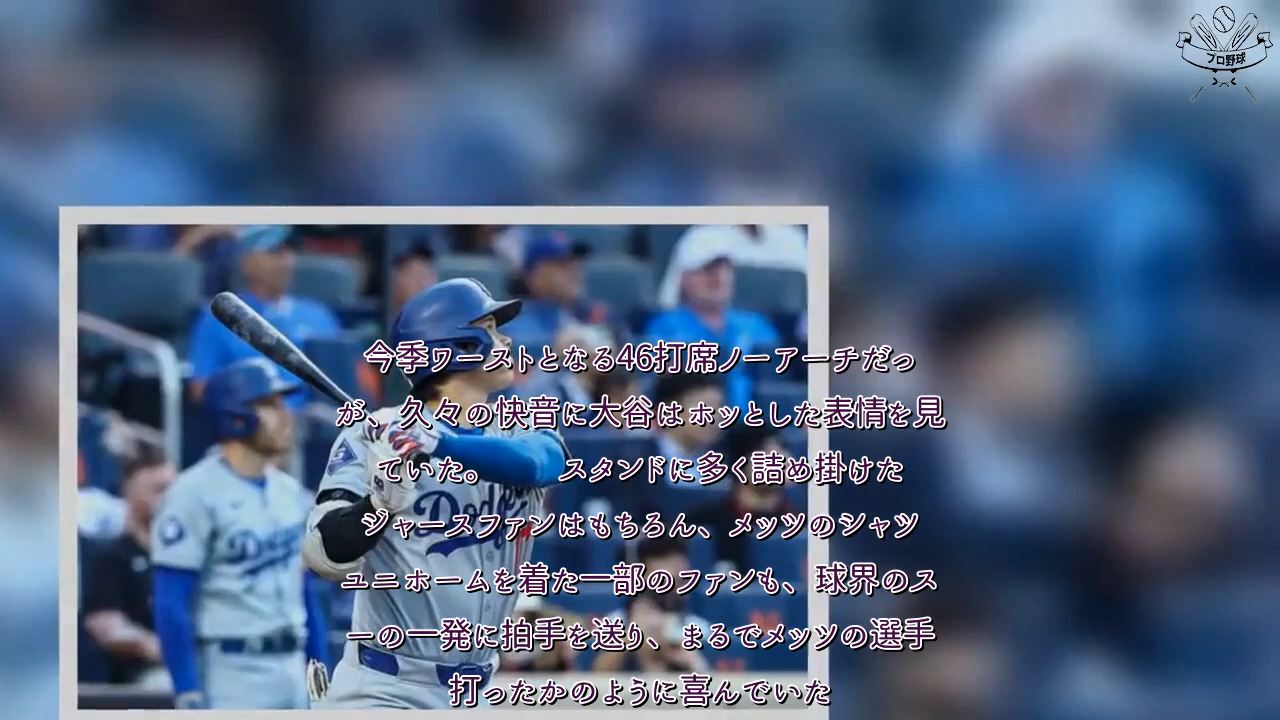 プロ野球
今季ワーストとなる46打席ノーアーチだっ
が、久々の快音に大谷はホッとした表情を見
ていた。 スタンドに多く詰め掛けた
ジャースファンはもちろん、メッツのシャツ
ユニホームを着た一部のファンも、球界のス
ーの一発に拍手を送り、まるでメッツの選手
打ったかのように喜んでいた